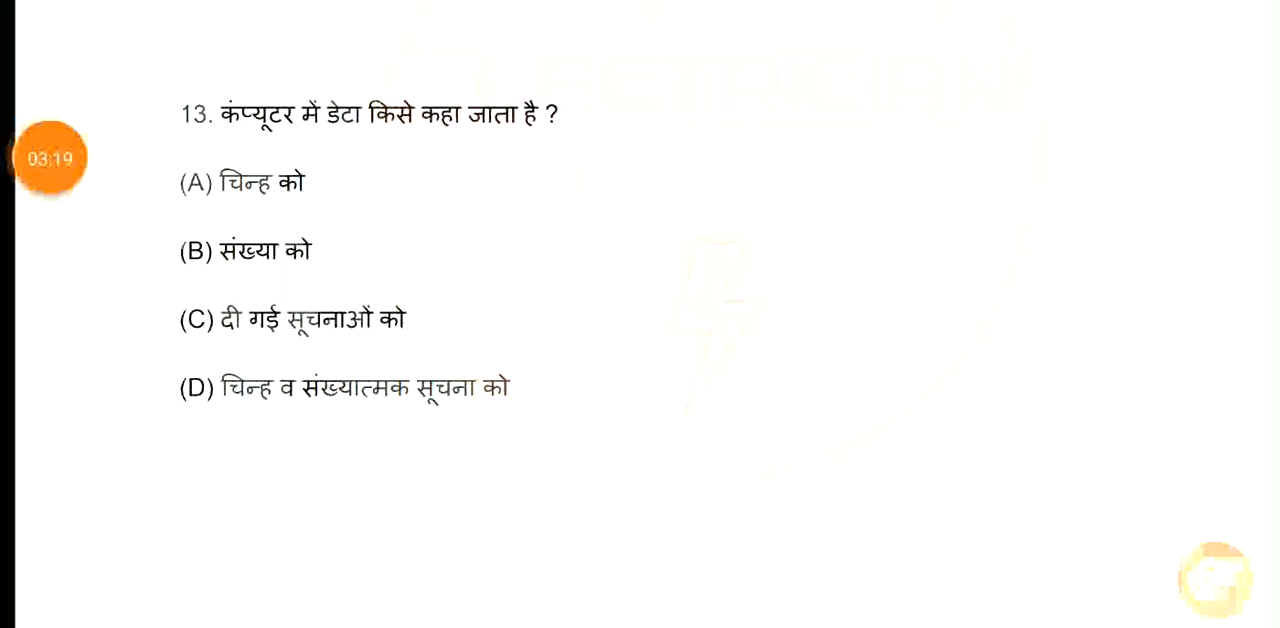 13. कंप्यूटर में डेटा किसे कहा जाता है ?
03:19
(A) चिन्ह को
(B) संख्या को
(C) दी गई सूचनाओं को
(D) चिन्ह व संख्यात्मक सूचना को